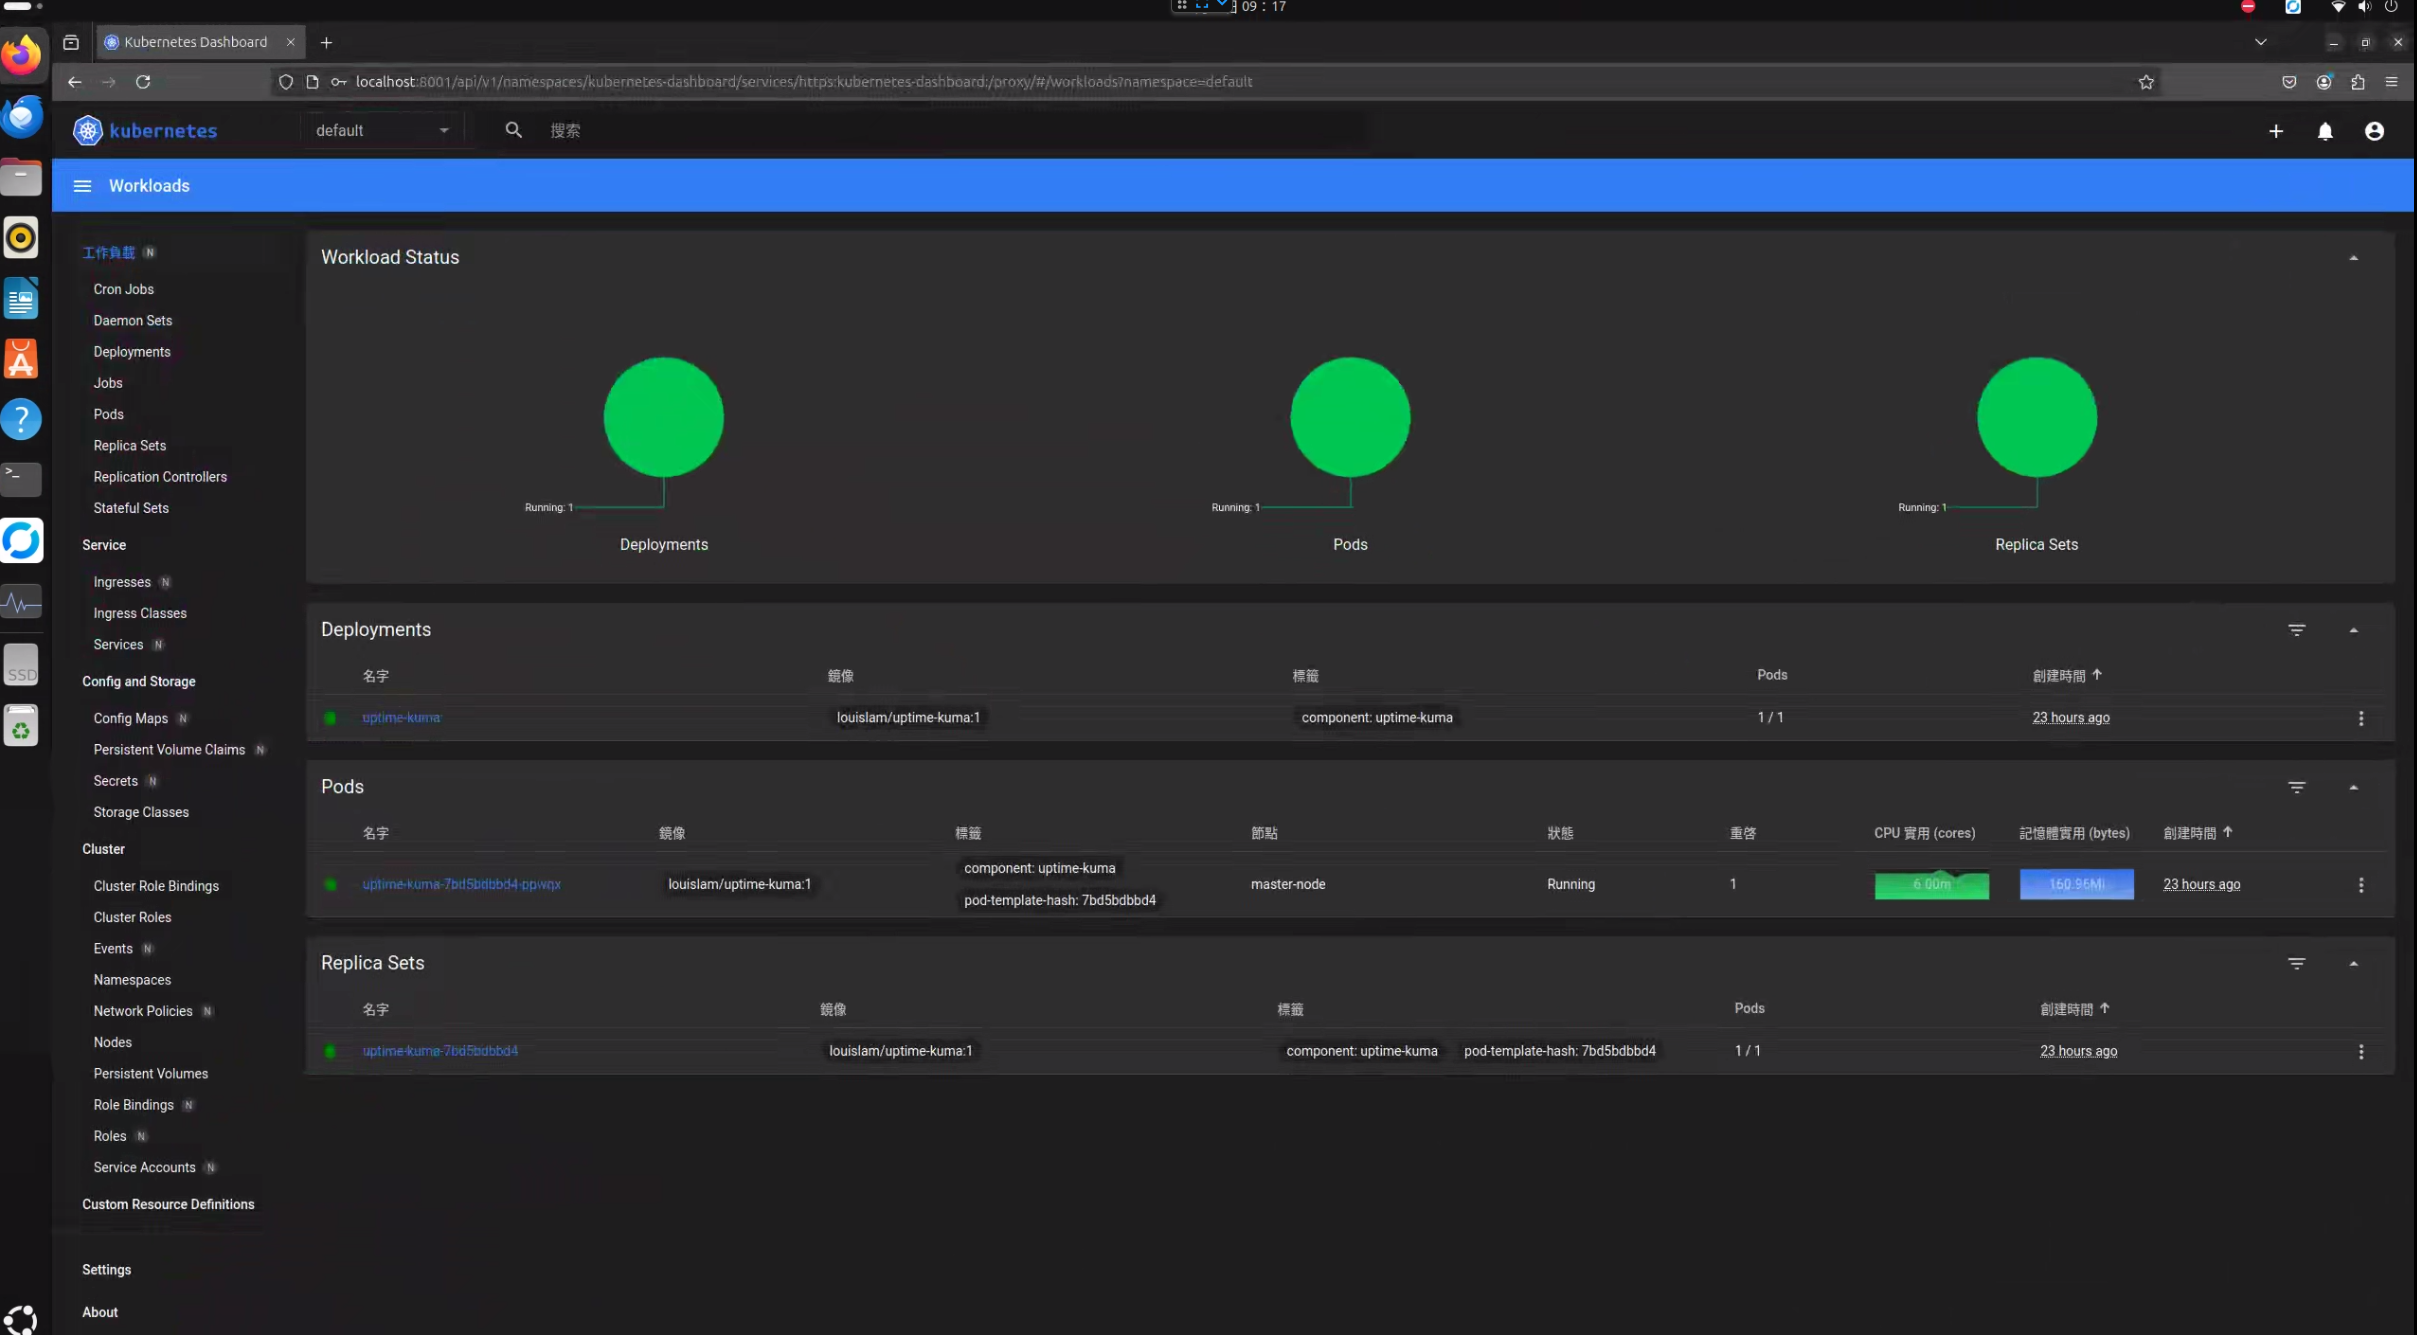 09 : 17
Kubernetes Dashboard
localhost:8001/api/v1/namespaces/kubernetes-dashboard/services/https:kubernetes-dashboard:/proxy/#/workloads?namespace=default
kubernetes
default
搜索
Workloads
工作負載 N
Cron Jobs
Daemon Sets
Deployments
Jobs
Pods
Replica Sets
Replication Controllers
Stateful Sets
Service
Ingresses N
Ingress Classes
Services N
Config and Storage
Config Maps N
Persistent Volume Claims N
Secrets N
Storage Classes
Cluster
Cluster Role Bindings
Cluster Roles
Events N
Namespaces
Network Policies N
Nodes
Persistent Volumes
Role Bindings N
Roles N
Service Accounts N
Custom Resource Definitions
Settings
About
SSD
Workload Status
Running: 1
Deployments
Running: 1
Pods
Running: 1
Replica Sets
Deployments
名字 鏡像 標籤 Pods 創建時間
uptime-kuma louislam/uptime-kuma:1 component: uptime-kuma 1 / 1 23 hours ago
Pods
名字 鏡像 標籤 節點 狀態 重啓 CPU 實用 (cores) 記憶體實用 (bytes) 創建時間
uptime-kuma-7bd5bdbbd4-ppwqx louislam/uptime-kuma:1 component: uptime-kuma pod-template-hash: 7bd5bdbbd4 master-node Running 1 6.00m 160.96Mi 23 hours ago
Replica Sets
名字 鏡像 標籤 Pods 創建時間
uptime-kuma-7bd5bdbbd4 louislam/uptime-kuma:1 component: uptime-kuma pod-template-hash: 7bd5bdbbd4 1 / 1 23 hours ago